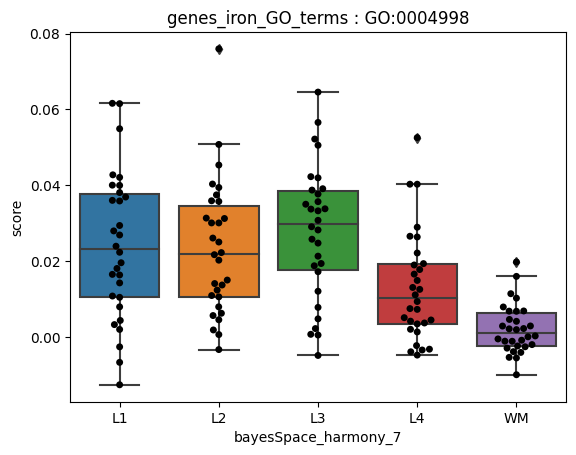 genes_iron_GO_terms : GO:0004998
0.08
0.06
0.04
0.02
0.00
score
L1 L2 L3 L4 WM
bayesSpace_harmony_7